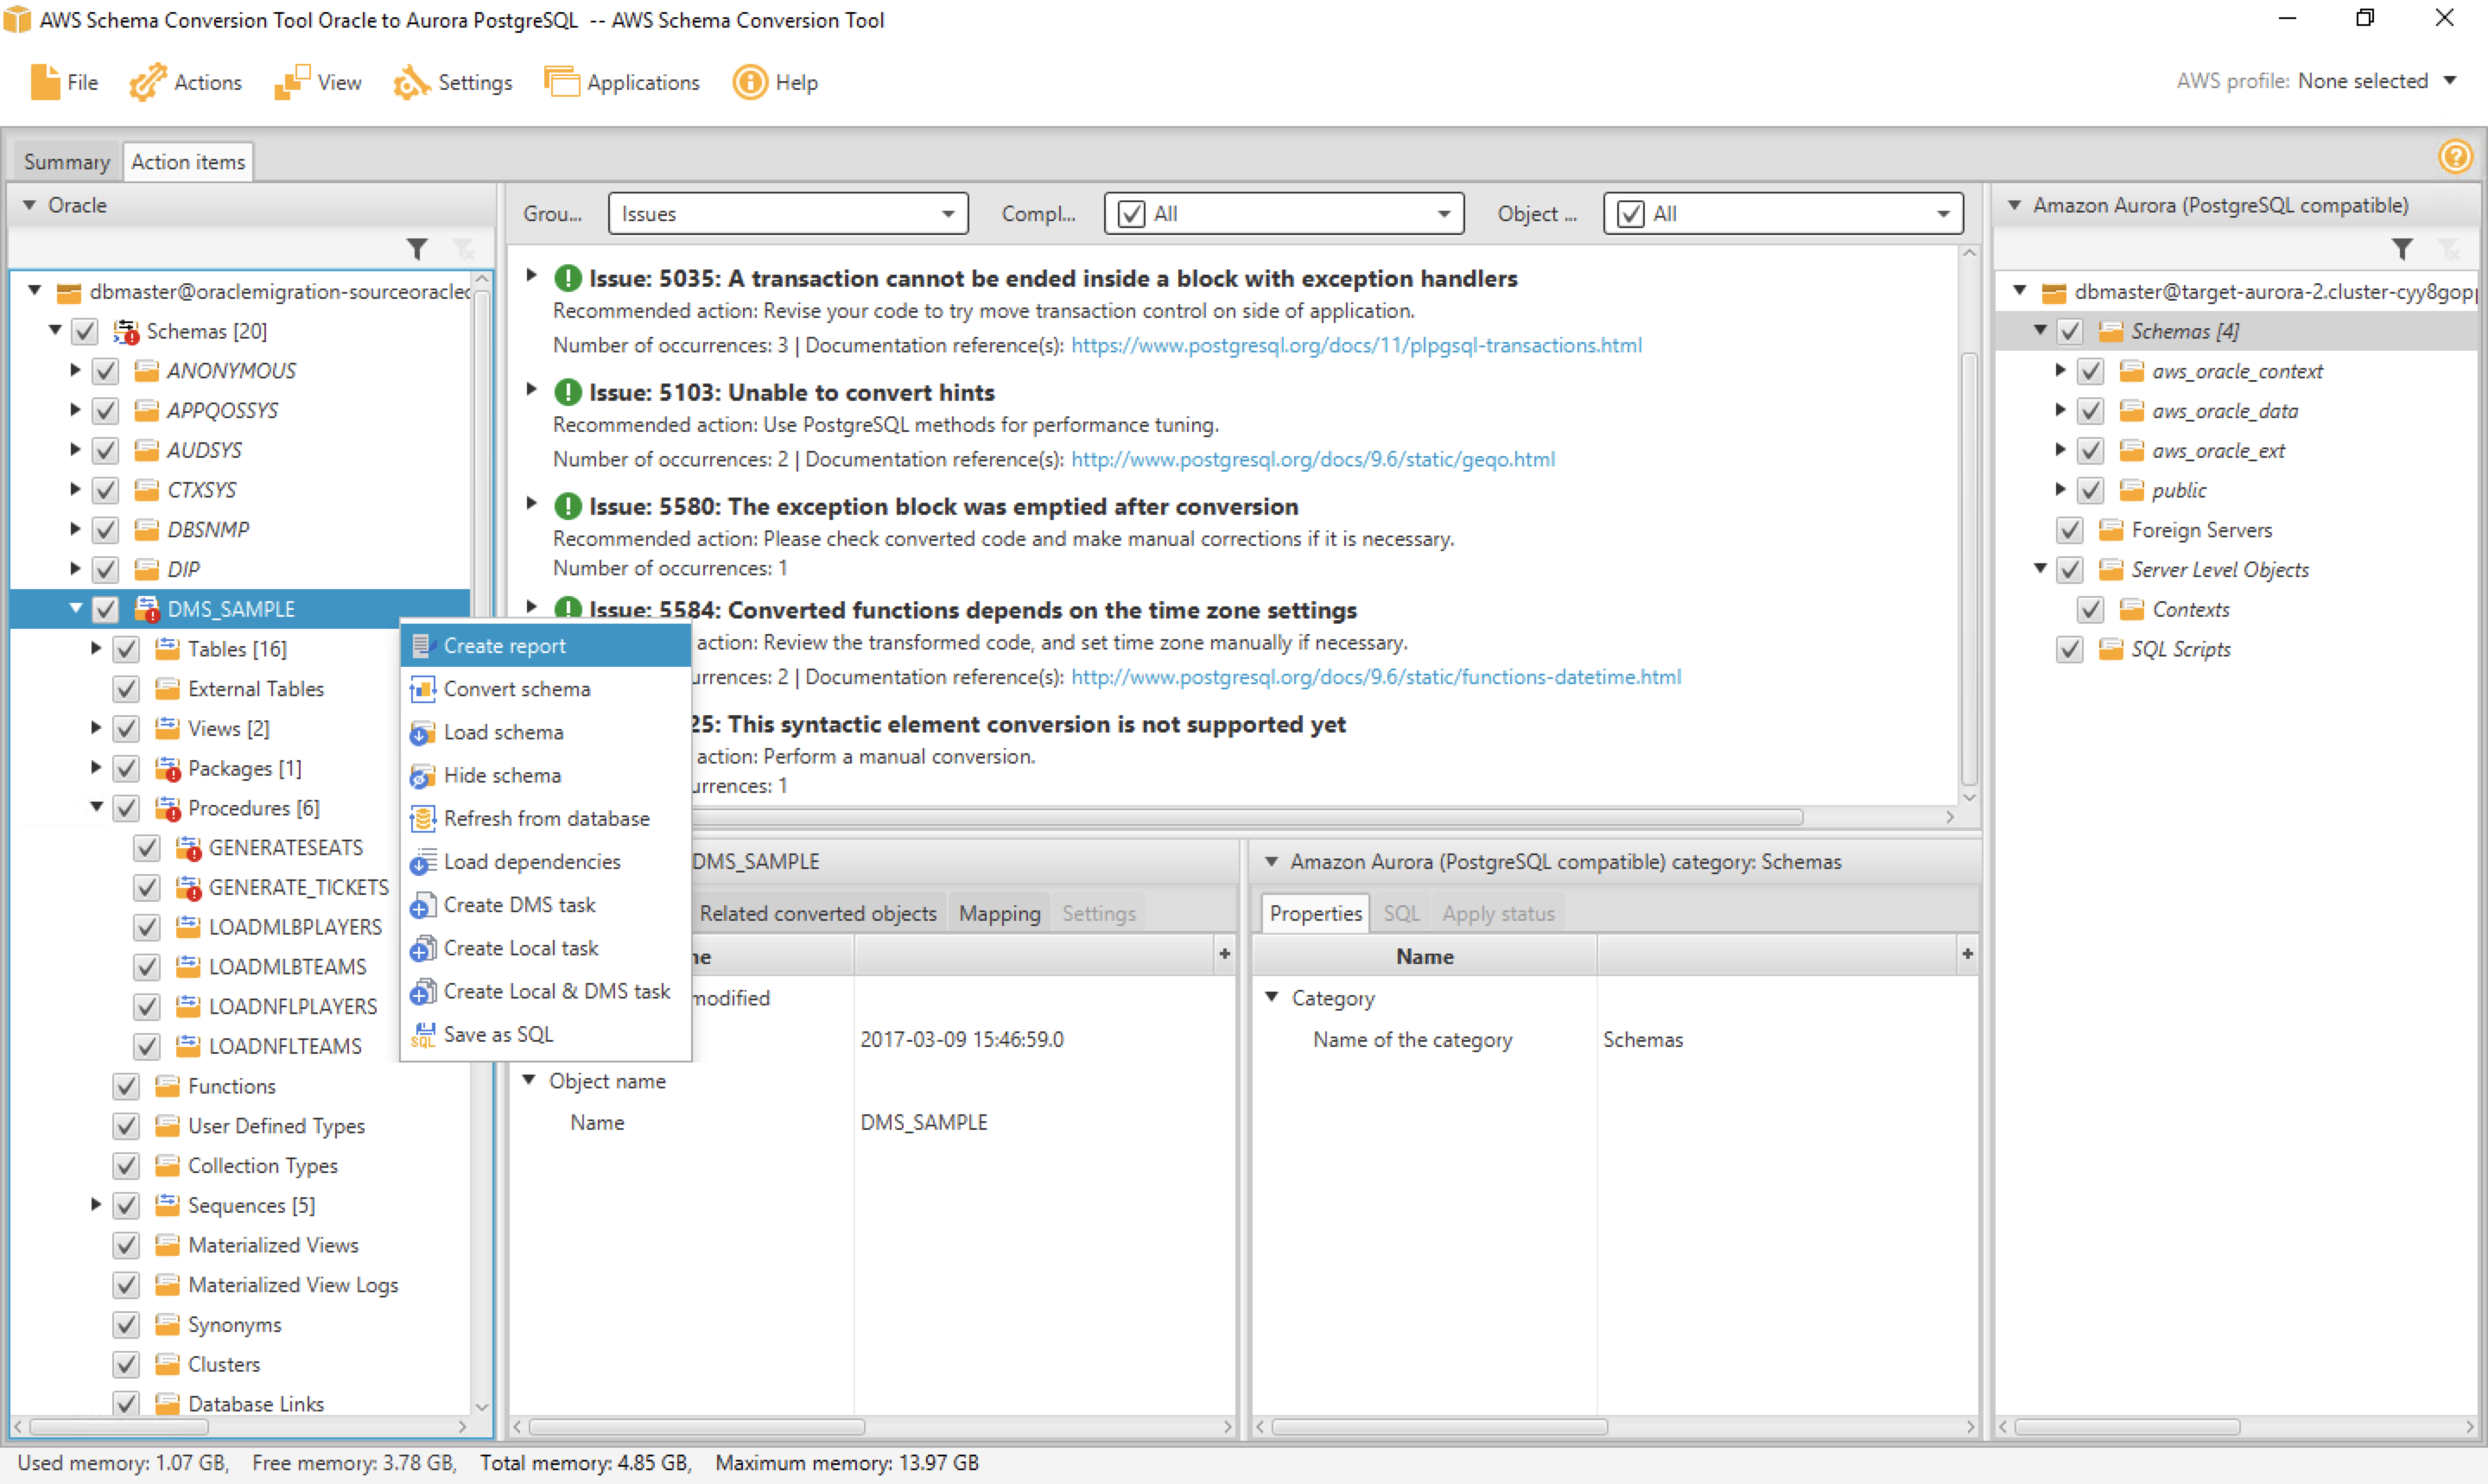 AWS Schema Conversion Tool Oracle to Aurora PostgreSQL -- AWS Schema Conversion Tool
File Actions View Settings Applications Help
AWS profile: None selected
Summary Action items
Oracle
dbmaster@oraclemigration-sourceoracled
Schemas [20]
ANONYMOUS
APPQOSSYS
AUDSYS
CTXSYS
DBSNMP
DIP
DMS_SAMPLE
Tables [16]
External Tables
Views [2]
Packages [1]
Procedures [6]
GENERATESEATS
GENERATE_TICKETS
LOADMLBPLAYERS
LOADMLBTEAMS
LOADNFLPLAYERS
LOADNFLTEAMS
Functions
User Defined Types
Collection Types
Sequences [5]
Materialized Views
Materialized View Logs
Synonyms
Clusters
Database Links
Create report
Convert schema
Load schema
Hide schema
Refresh from database
Load dependencies
Create DMS task
Create Local task
Create Local & DMS task
SQL Save as SQL
Grou... Issues Compl... All Object ... All
Issue: 5035: A transaction cannot be ended inside a block with exception handlers
Recommended action: Revise your code to try move transaction control on side of application.
Number of occurrences: 3 | Documentation reference(s): https://www.postgresql.org/docs/11/plpgsql-transactions.html
Issue: 5103: Unable to convert hints
Recommended action: Use PostgreSQL methods for performance tuning.
Number of occurrences: 2 | Documentation reference(s): http://www.postgresql.org/docs/9.6/static/geqo.html
Issue: 5580: The exception block was emptied after conversion
Recommended action: Please check converted code and make manual corrections if it is necessary.
Number of occurrences: 1
Issue: 5584: Converted functions depends on the time zone settings
action: Review the transformed code, and set time zone manually if necessary.
urrences: 2 | Documentation reference(s): http://www.postgresql.org/docs/9.6/static/functions-datetime.html
25: This syntactic element conversion is not supported yet
action: Perform a manual conversion.
urrences: 1
DMS_SAMPLE
Related converted objects Mapping Settings
ne
modified
2017-03-09 15:46:59.0
Object name
Name DMS_SAMPLE
Amazon Aurora (PostgreSQL compatible) category: Schemas
Properties SQL Apply status
Name
Category
Name of the category Schemas
Amazon Aurora (PostgreSQL compatible)
dbmaster@target-aurora-2.cluster-cyy8gop
Schemas [4]
aws_oracle_context
aws_oracle_data
aws_oracle_ext
public
Foreign Servers
Server Level Objects
Contexts
SQL Scripts
Used memory: 1.07 GB, Free memory: 3.78 GB, Total memory: 4.85 GB, Maximum memory: 13.97 GB